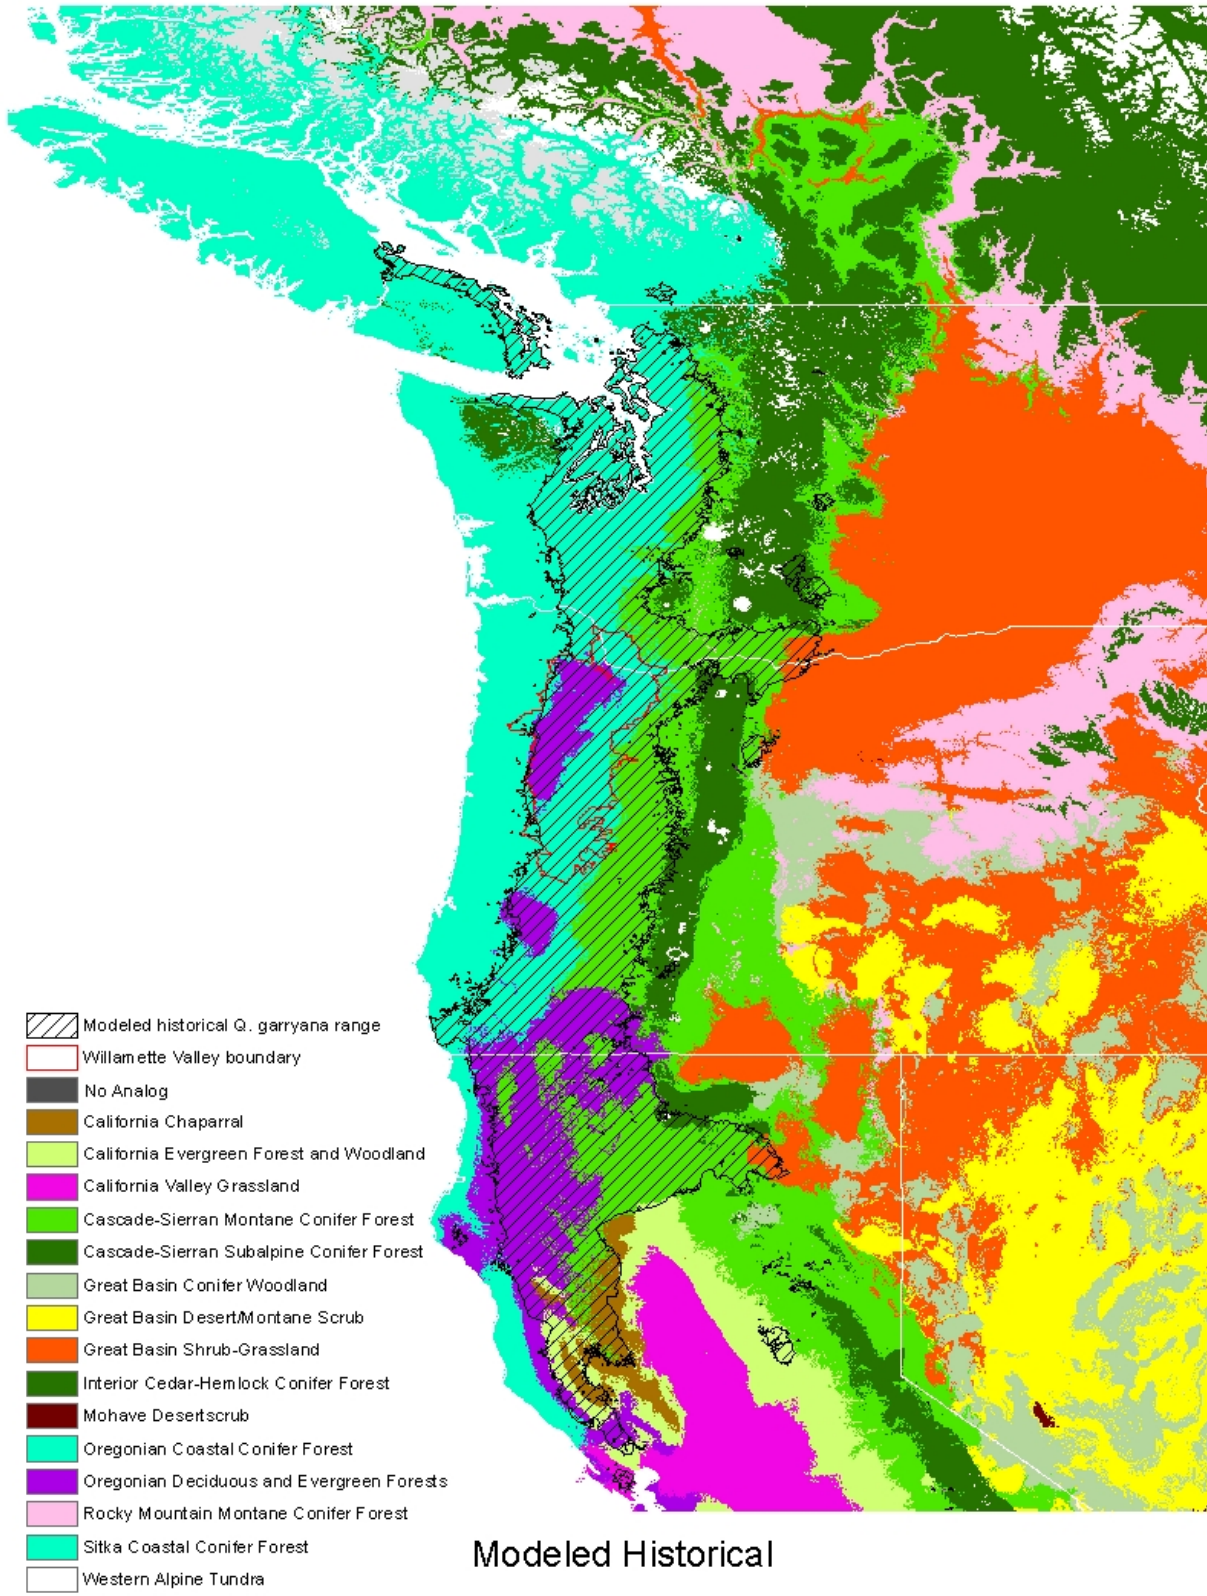 Modeled historical Q. garryana range
Willamette Valley boundary
No Analog
California Chaparral
California Evergreen Forest and Woodland
California Valley Grassland
Cascade-Sierran Montane Conifer Forest
Cascade-Sierran Subalpine Conifer Forest
Great Basin Conifer Woodland
Great Basin Desert/Montane Scrub
Great Basin Shrub-Grassland
Interior Cedar-Hemlock Conifer Forest
Mohave Desertscrub
Oregonian Coastal Conifer Forest
Oregonian Deciduous and Evergreen Forests
Rocky Mountain Montane Conifer Forest
Sitka Coastal Conifer Forest
Western Alpine Tundra
Modeled Historical